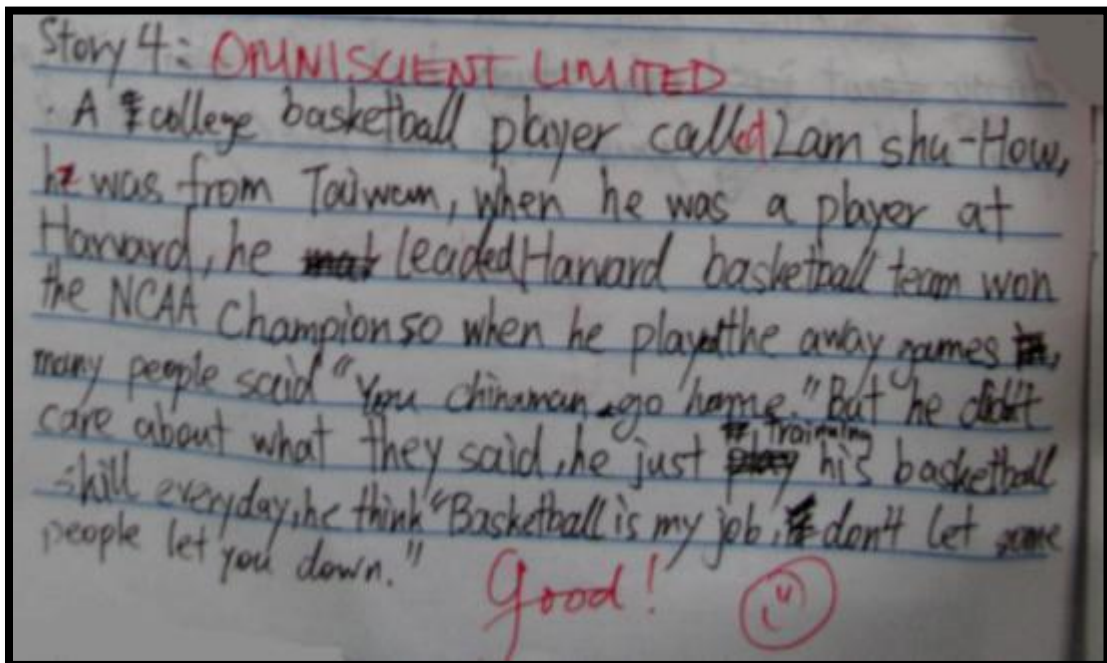 Story 4: OMNISCIENT LIMITED
. A college basketball player called Lam shu-How,
he was from Taiwan, when he was a player at
Harvard, he leaded Harvard basketball team won
the NCAA Champion so when he played the away games,
many people said "You chinaman go home." But he didn't
care about what they said, he just training his basketball
skill everyday, he think "Basketball is my job, don't let some
people let you down."
Good!